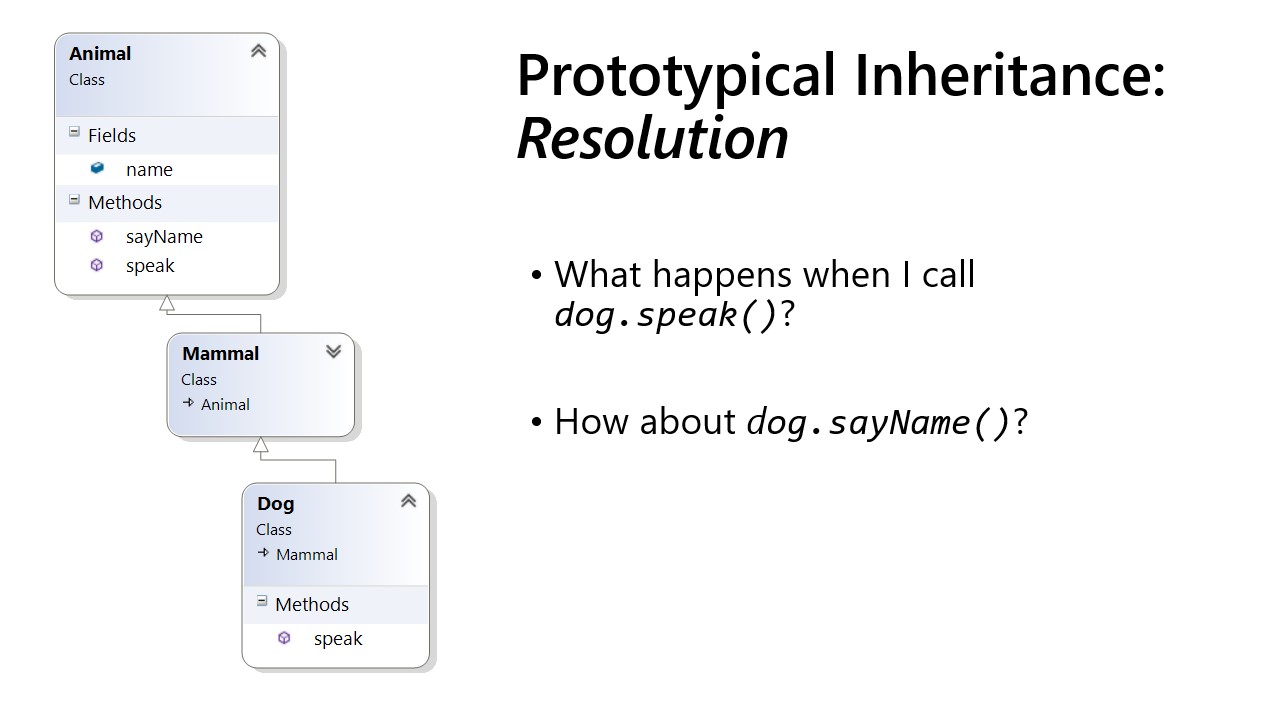 Animal
Class
Fields
name
Methods
sayName
speak
Mammal
Class
Animal
Dog
Class
Mammal
Methods
speak
Prototypical Inheritance:
Resolution
• What happens when I call
dog.speak()?
• How about dog.sayName()?